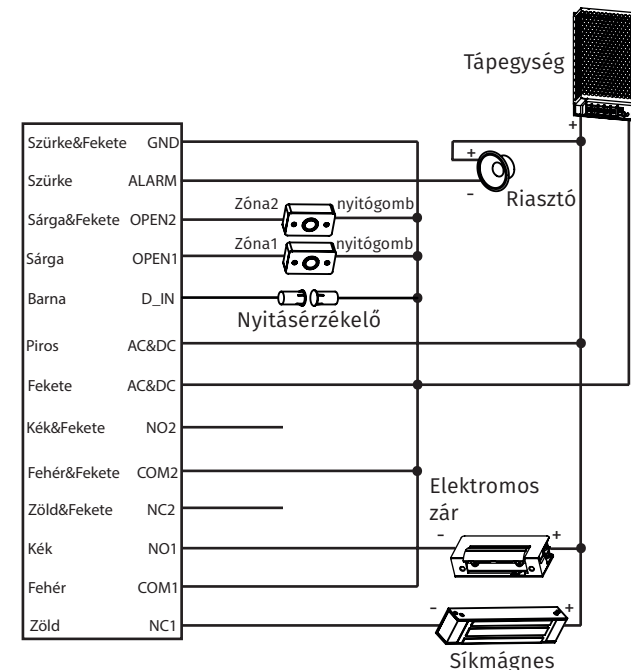 Tápegység
+
Szürke&Fekete GND
+
Szürke ALARM
-
Riasztó
Sárga&Fekete OPEN2
Zóna2 nyitógomb
Sárga OPEN1
Zóna1 nyitógomb
Barna D_IN
Nyitásérzékelő
Piros AC&DC
Fekete AC&DC
Kék&Fekete NO2
Fehér&Fekete COM2
Elektromos
zár
Zöld&Fekete NC2
- +
Kék NO1
Fehér COM1
- +
Zöld NC1
Síkmágnes